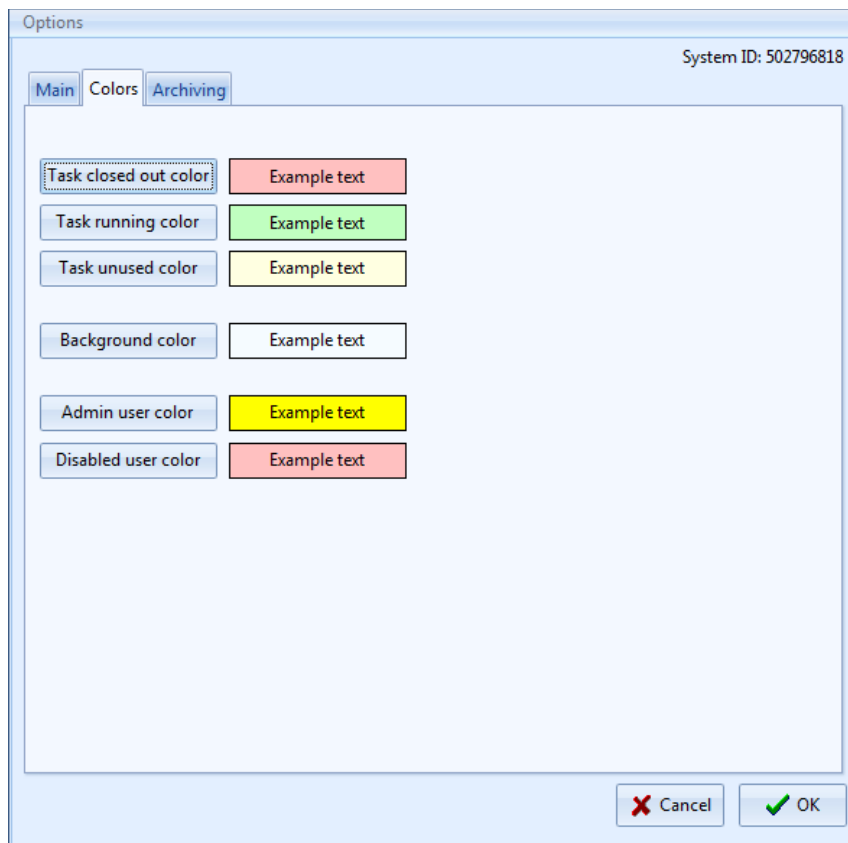 Options
System ID: 502796818
Main Colors Archiving
Task closed out color Example text
Task running color Example text
Task unused color Example text
Background color Example text
Admin user color Example text
Disabled user color Example text
Cancel OK